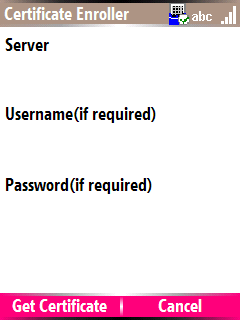 Certificate Enroller abc
Server
Username(if required)
Password(if required)
Get Certificate Cancel